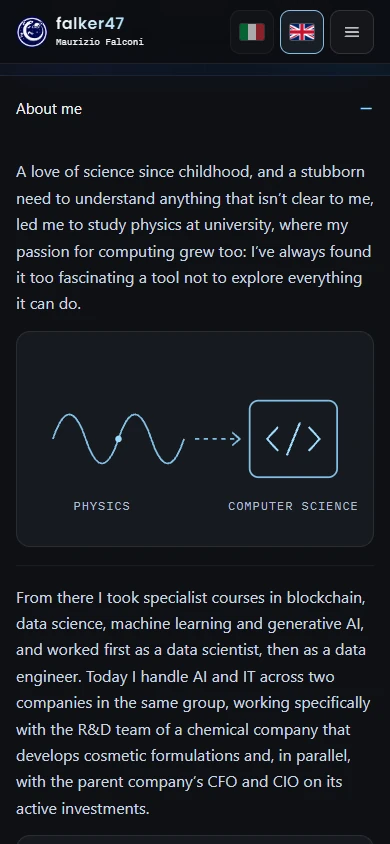 falker47
Maurizio Falconi
About me
A love of science since childhood, and a stubborn
need to understand anything that isn’t clear to me,
led me to study physics at university, where my
passion for computing grew too: I’ve always found
it too fascinating a tool not to explore everything
it can do.
</>
PHYSICS
COMPUTER SCIENCE
From there I took specialist courses in blockchain,
data science, machine learning and generative AI,
and worked first as a data scientist, then as a data
engineer. Today I handle AI and IT across two
companies in the same group, working specifically
with the R&D team of a chemical company that
develops cosmetic formulations and, in parallel,
with the parent company’s CFO and CIO on its
active investments.